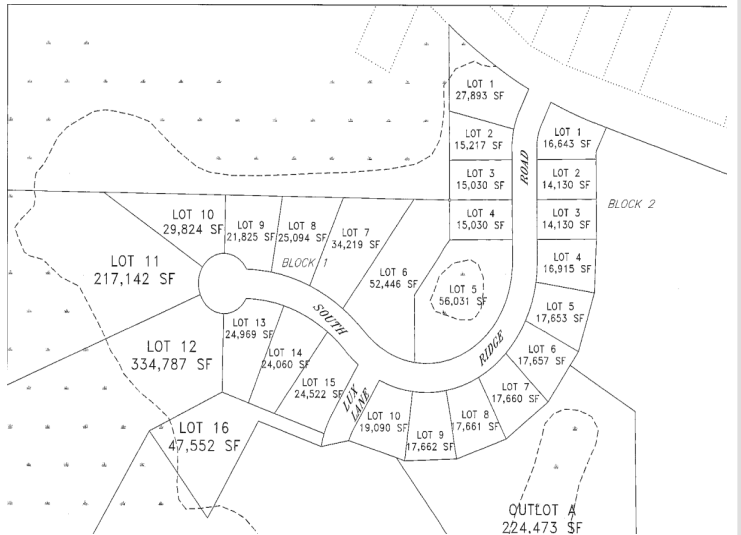 LOT 1
27,893 SF
LOT 2
15,217 SF
LOT 3
15,030 SF
LOT 4
15,030 SF
ROAD
LOT 1
16,643 SF
LOT 2
14,130 SF
LOT 3
14,130 SF
LOT 4
16,915 SF
BLOCK 2
LOT 10
29,824 SF
LOT 9
21,825 SF
LOT 8
25,094 SF
LOT 7
34,219 SF
BLOCK 1
LOT 6
52,446 SF
LOT 5
56,031 SF
LOT 11
217,142 SF
SOUTH
RIDGE
LOT 5
17,653 SF
LOT 6
17,657 SF
LOT 7
17,660 SF
LOT 8
17,661 SF
LOT 9
17,662 SF
LOT 10
19,090 SF
LUX
LANE
LOT 12
334,787 SF
LOT 13
24,969 SF
LOT 14
24,060 SF
LOT 15
24,522 SF
LOT 16
47,552 SF
OUTLOT A
224,473 SF